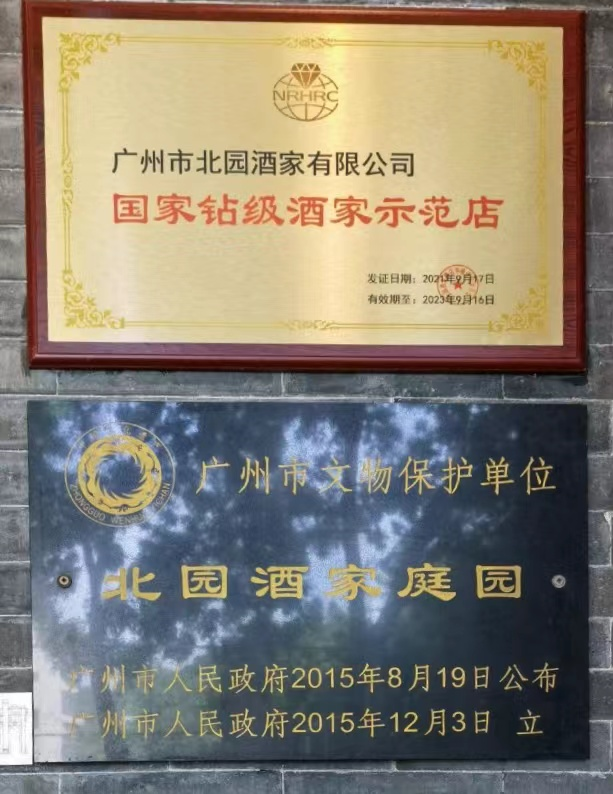 NRHRC
广州市北园酒家有限公司
国家钻级酒家示范店
发证日期：2021年9月17日
有效期至：2023年9月16日
广州市文物保护单位
北园酒家庭园
广州市人民政府2015年8月19日公布
广州市人民政府2015年12月3日 立